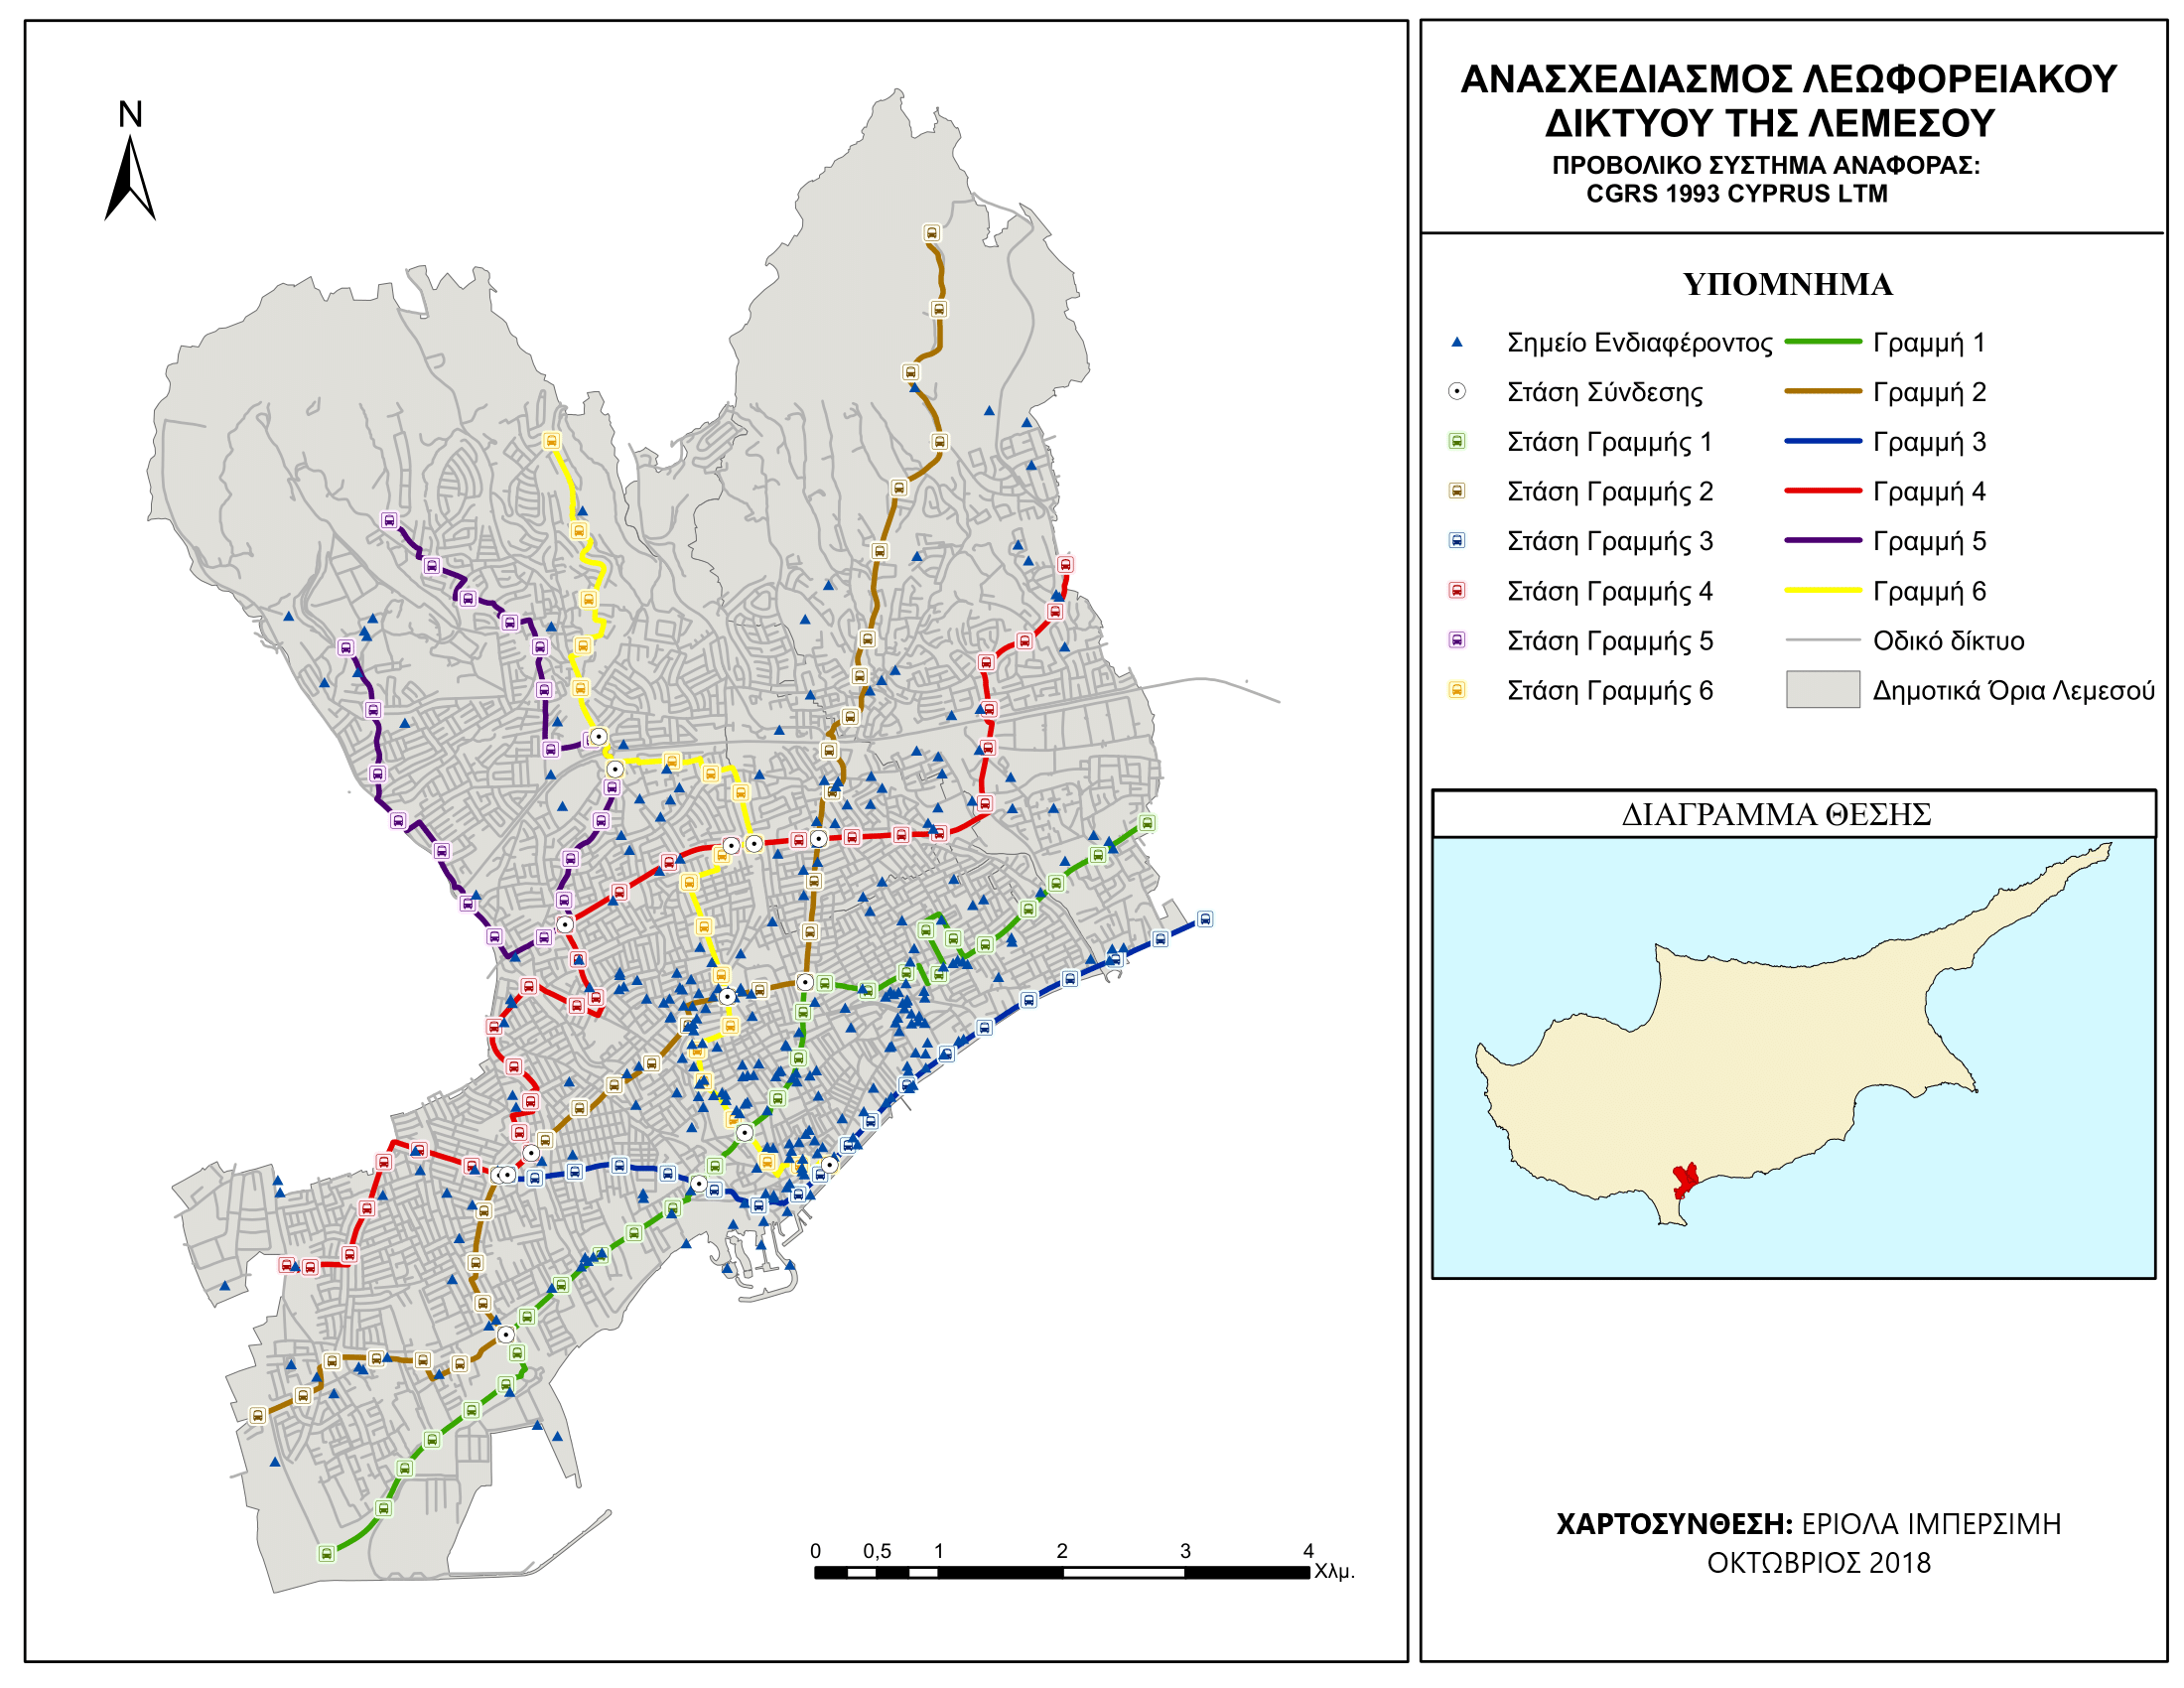 N
0 0,5 1 2 3 4
Χλμ.
ΑΝΑΣΧΕΔΙΑΣΜΟΣ ΛΕΩΦΟΡΕΙΑΚΟΥ
ΔΙΚΤΥΟΥ ΤΗΣ ΛΕΜΕΣΟΥ
ΠΡΟΒΟΛΙΚΟ ΣΥΣΤΗΜΑ ΑΝΑΦΟΡΑΣ:
CGRS 1993 CYPRUS LTM
ΥΠΟΜΝΗΜΑ
Σημείο Ενδιαφέροντος
Στάση Σύνδεσης
Στάση Γραμμής 1
Στάση Γραμμής 2
Στάση Γραμμής 3
Στάση Γραμμής 4
Στάση Γραμμής 5
Στάση Γραμμής 6
Γραμμή 1
Γραμμή 2
Γραμμή 3
Γραμμή 4
Γραμμή 5
Γραμμή 6
Οδικό δίκτυο
Δημοτικά Όρια Λεμεσού
ΔΙΑΓΡΑΜΜΑ ΘΕΣΗΣ
ΧΑΡΤΟΣΥΝΘΕΣΗ: ΕΡΙΟΛΑ ΙΜΠΕΡΣΙΜΗ
ΟΚΤΩΒΡΙΟΣ 2018